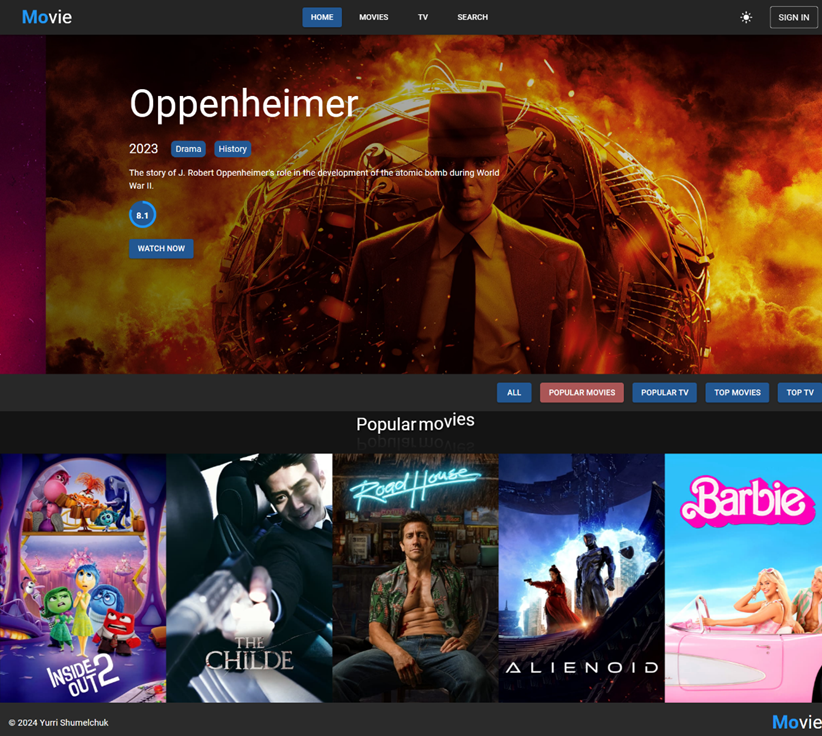 Movie
HOME MOVIES TV SEARCH
SIGN IN
Oppenheimer
2023 Drama History
The story of J. Robert Oppenheimer's role in the development of the atomic bomb during World
War II.
8.1
WATCH NOW
ALL POPULAR MOVIES POPULAR TV TOP MOVIES TOP TV
Popular movies
INSIDE OUT 2
THE CHILDE
Road House
ALIENOID
Barbie
© 2024 Yurri Shumelchuk
Movie